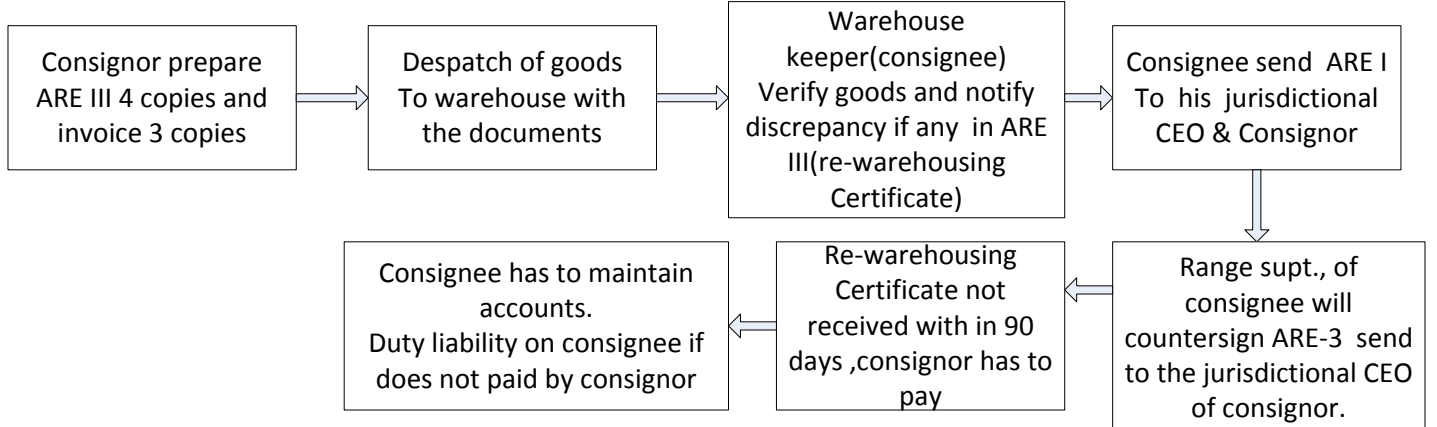 Consignor prepare
ARE III 4 copies and
invoice 3 copies
Despatch of goods
To warehouse with
the documents
Warehouse
keeper(consignee)
Verify goods and notify
discrepancy if any in ARE
III(re-warehousing
Certificate)
Consignee send ARE I
To his jurisdictional
CEO & Consignor
Range supt., of
consignee will
countersign ARE-3 send
to the jurisdictional CEO
of consignor.
Re-warehousing
Certificate not
received with in 90
days ,consignor has to
pay
Consignee has to maintain
accounts.
Duty liability on consignee if
does not paid by consignor